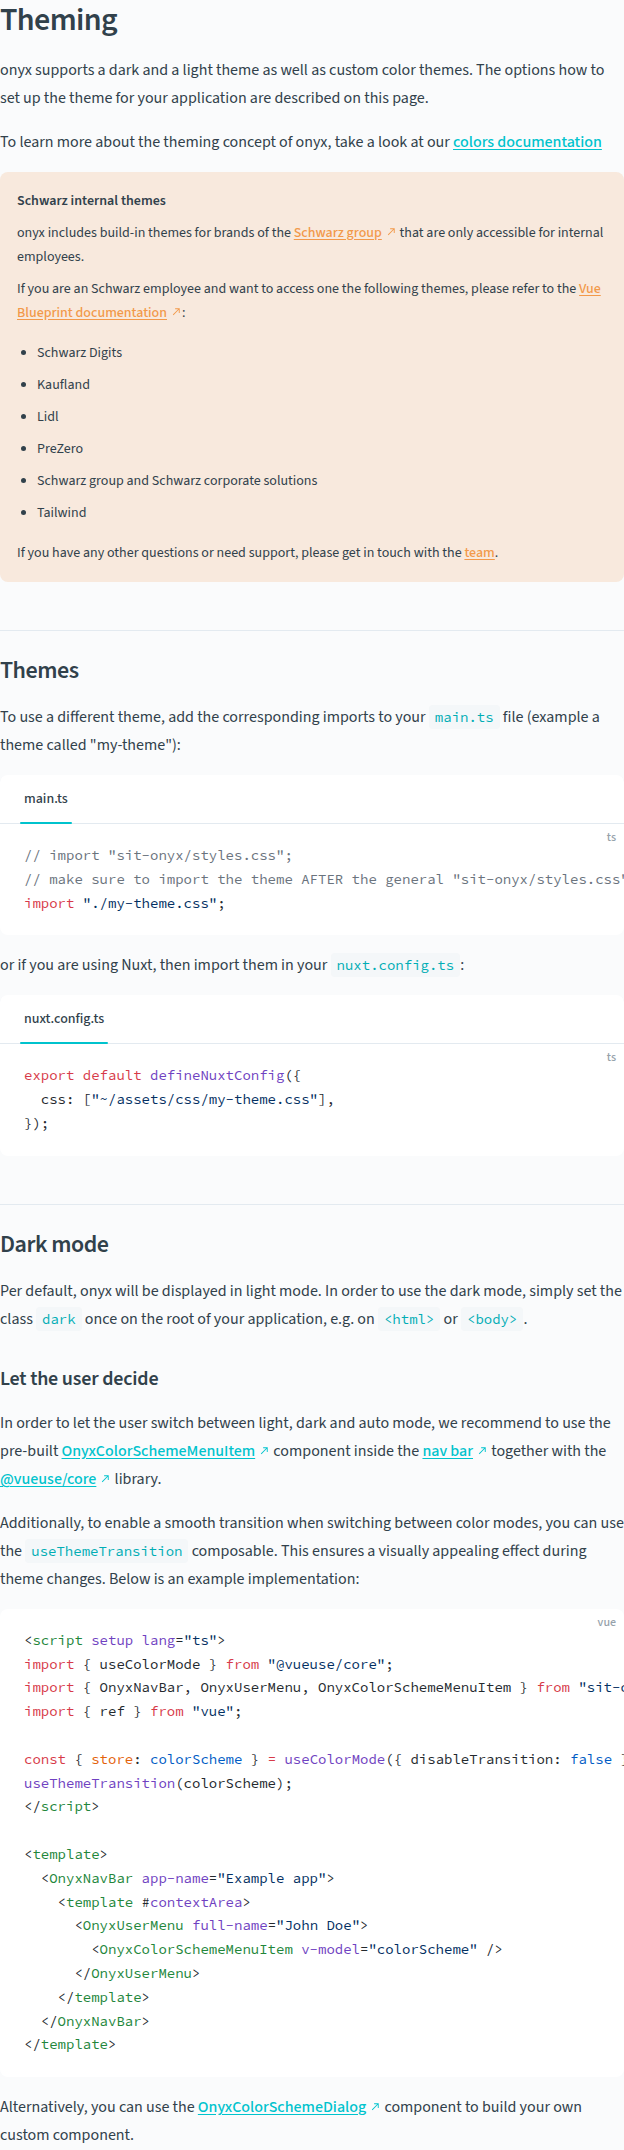 Theming
onyx supports a dark and a light theme as well as custom color themes. The options how to
set up the theme for your application are described on this page.
To learn more about the theming concept of onyx, take a look at our colors documentation
Schwarz internal themes
onyx includes build-in themes for brands of the Schwarz group ↗ that are only accessible for internal
employees.
If you are an Schwarz employee and want to access one the following themes, please refer to the Vue
Blueprint documentation ↗:
• Schwarz Digits
• Kaufland
• Lidl
• PreZero
• Schwarz group and Schwarz corporate solutions
• Tailwind
If you have any other questions or need support, please get in touch with the team.
Themes
To use a different theme, add the corresponding imports to your main.ts file (example a
theme called "my-theme"):
main.ts
ts
// import "sit-onyx/styles.css";
// make sure to import the theme AFTER the general "sit-onyx/styles.css"
import "./my-theme.css";
or if you are using Nuxt, then import them in your nuxt.config.ts:
nuxt.config.ts
ts
export default defineNuxtConfig({
  css: ["~/assets/css/my-theme.css"],
});
Dark mode
Per default, onyx will be displayed in light mode. In order to use the dark mode, simply set the
class dark once on the root of your application, e.g. on <html> or <body>.
Let the user decide
In order to let the user switch between light, dark and auto mode, we recommend to use the
pre-built OnyxColorSchemeMenuItem ↗ component inside the nav bar ↗ together with the
@vueuse/core ↗ library.
Additionally, to enable a smooth transition when switching between color modes, you can use
the useThemeTransition composable. This ensures a visually appealing effect during
theme changes. Below is an example implementation:
vue
<script setup lang="ts">
import { useColorMode } from "@vueuse/core";
import { OnyxNavBar, OnyxUserMenu, OnyxColorSchemeMenuItem } from "sit-
import { ref } from "vue";
const { store: colorScheme } = useColorMode({ disableTransition: false }
useThemeTransition(colorScheme);
</script>
<template>
  <OnyxNavBar app-name="Example app">
    <template #contextArea>
      <OnyxUserMenu full-name="John Doe">
        <OnyxColorSchemeMenuItem v-model="colorScheme" />
      </OnyxUserMenu>
    </template>
  </OnyxNavBar>
</template>
Alternatively, you can use the OnyxColorSchemeDialog ↗ component to build your own
custom component.